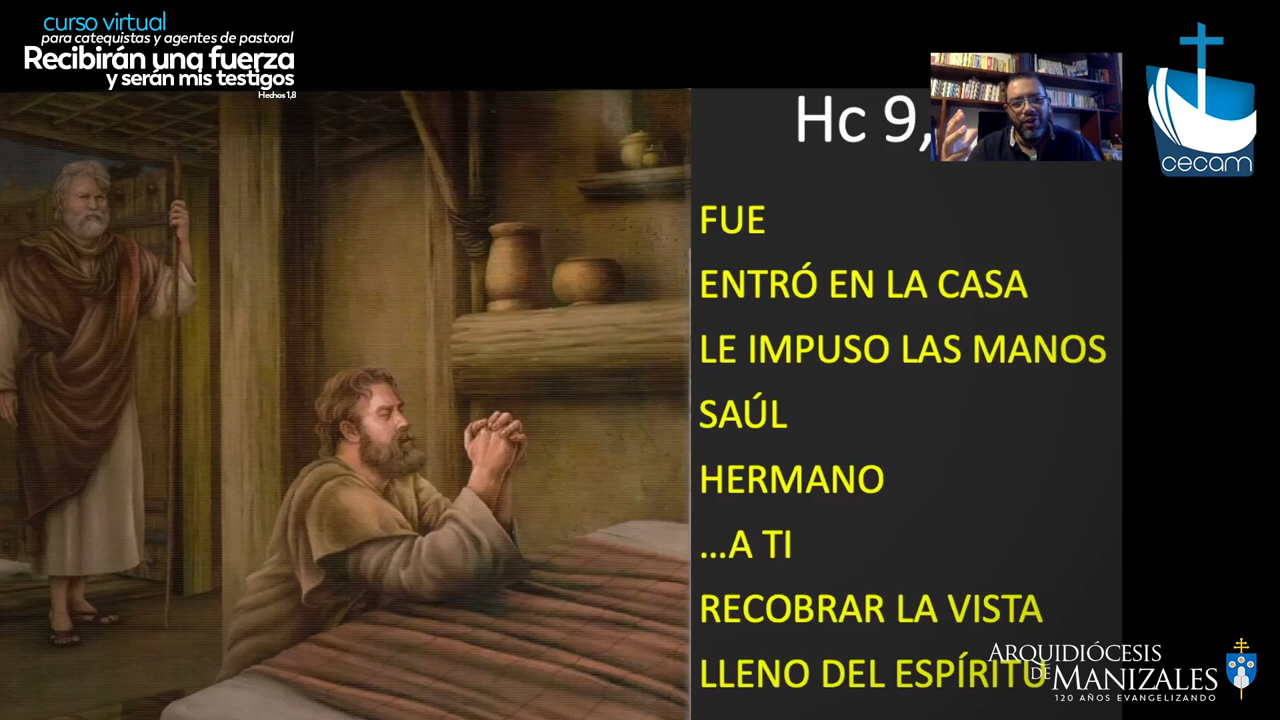 curso virtual
para catequistas y agentes de pastoral
Recibirán una fuerza
y serán mis testigos
Hechos 1,8
cecam
Hc 9,
FUE
ENTRÓ EN LA CASA
LE IMPUSO LAS MANOS
SAÚL
HERMANO
...A TI
RECOBRAR LA VISTA
LLENO DEL ESPÍRITU
ARQUIDIÓCESIS
DE MANIZALES
120 AÑOS EVANGELIZANDO